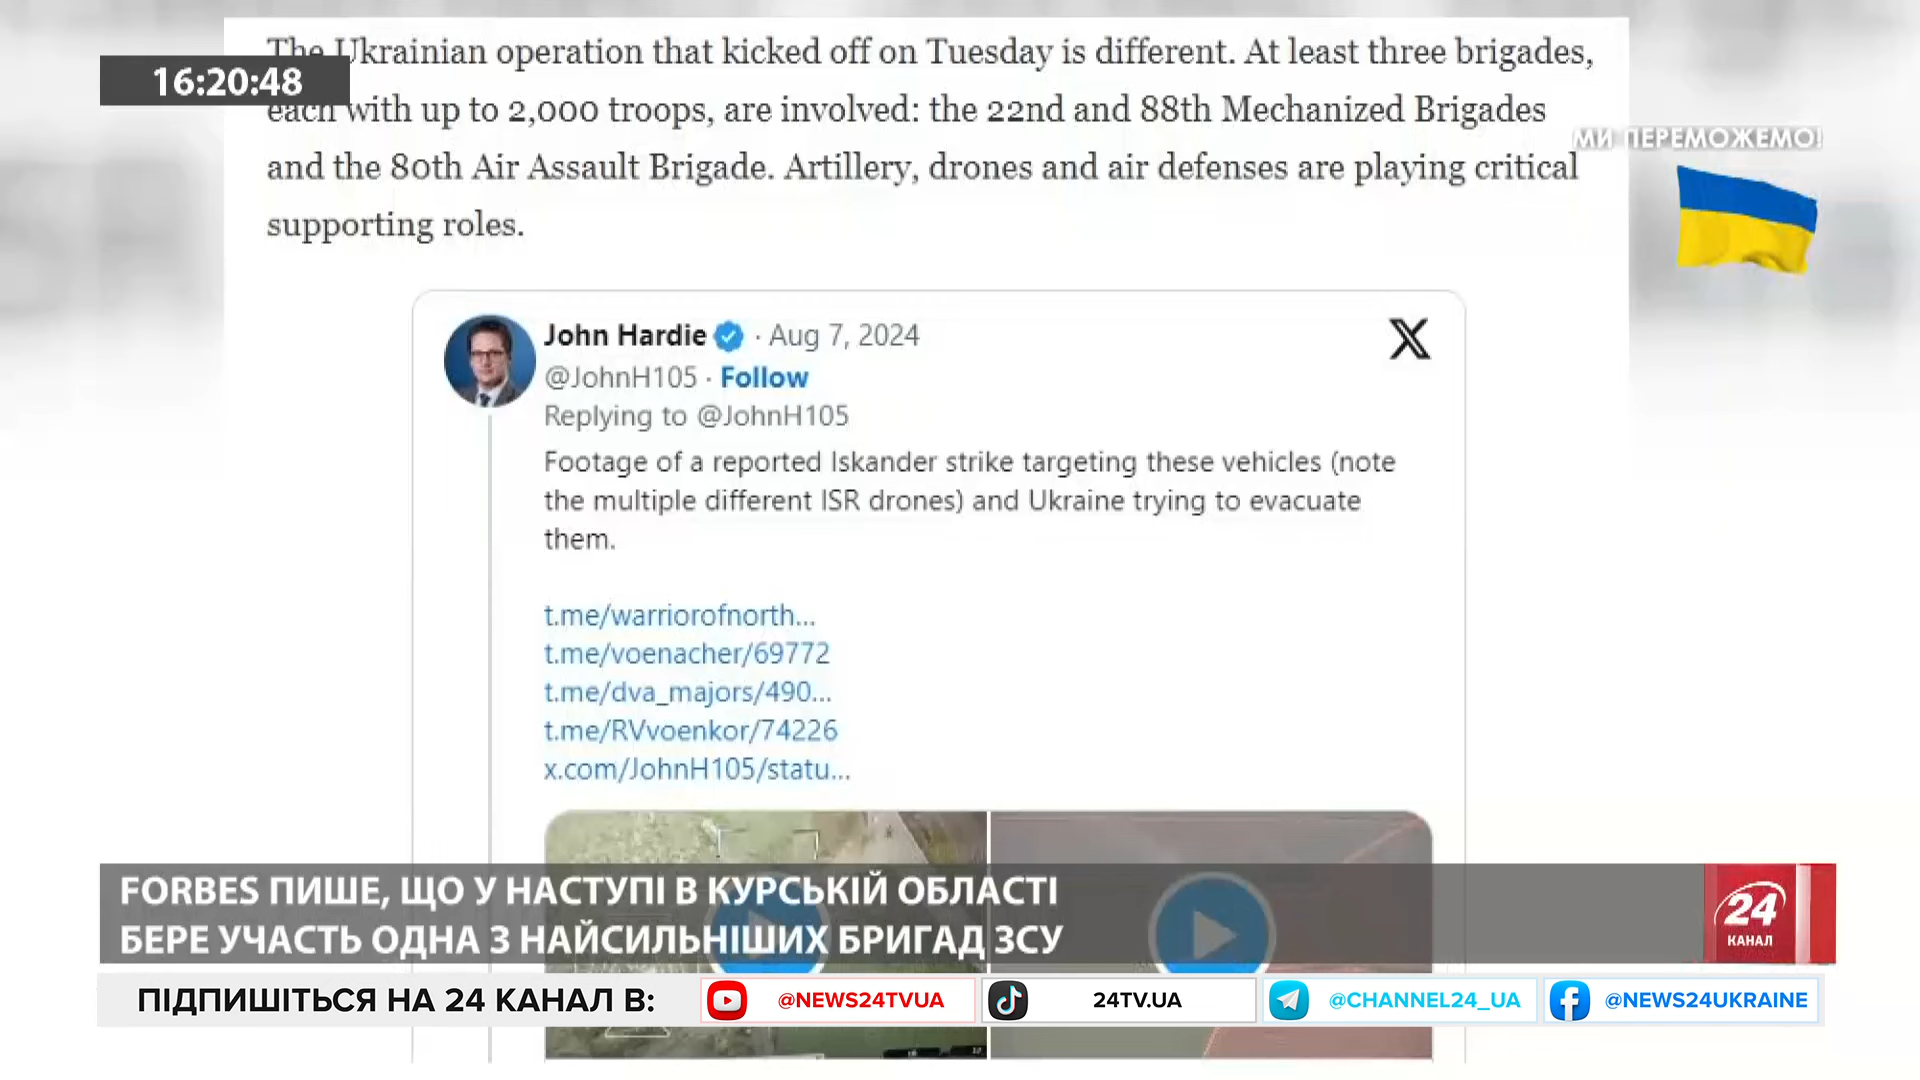 The Ukrainian operation that kicked off on Tuesday is different. At least three brigades,
16:20:48
each with up to 2,000 troops, are involved: the 22nd and 88th Mechanized Brigades
МИ ПЕРЕМОЖЕМО!
and the 80th Air Assault Brigade. Artillery, drones and air defenses are playing critical
supporting roles.
John Hardie · Aug 7, 2024
@JohnH105 · Follow
Replying to @JohnH105
Footage of a reported Iskander strike targeting these vehicles (note
the multiple different ISR drones) and Ukraine trying to evacuate
them.
t.me/warriorofnorth...
t.me/voenacher/69772
t.me/dva_majors/490...
t.me/RVvoenkor/74226
x.com/JohnH105/statu...
FORBES ПИШЕ, ЩО У НАСТУПІ В КУРСЬКІЙ ОБЛАСТІ
БЕРЕ УЧАСТЬ ОДНА З НАЙСИЛЬНІШИХ БРИГАД ЗСУ
24
КАНАЛ
ПІДПИШІТЬСЯ НА 24 КАНАЛ В: @NEWS24TVUA 24TV.UA @CHANNEL24_UA @NEWS24UKRAINE